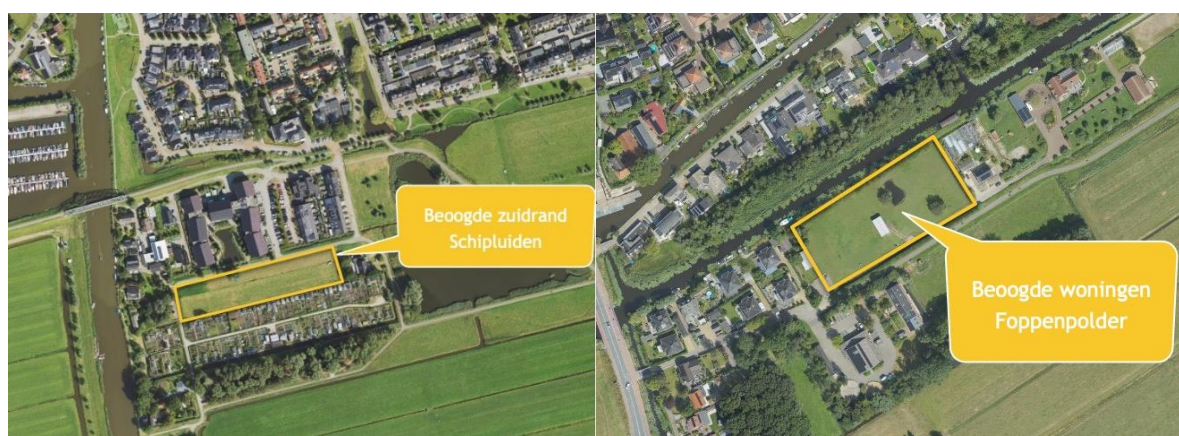 Beoogde zuidrand
Schipluiden
Beoogde woningen
Foppenpolder